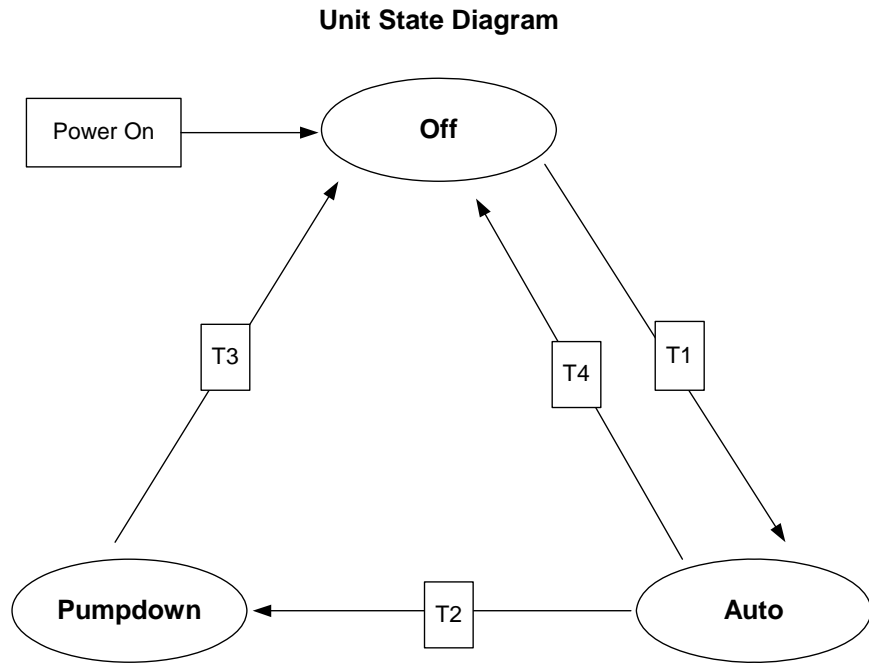 Unit State Diagram
Power On
Off
T3
T4
T1
Pumpdown
T2
Auto